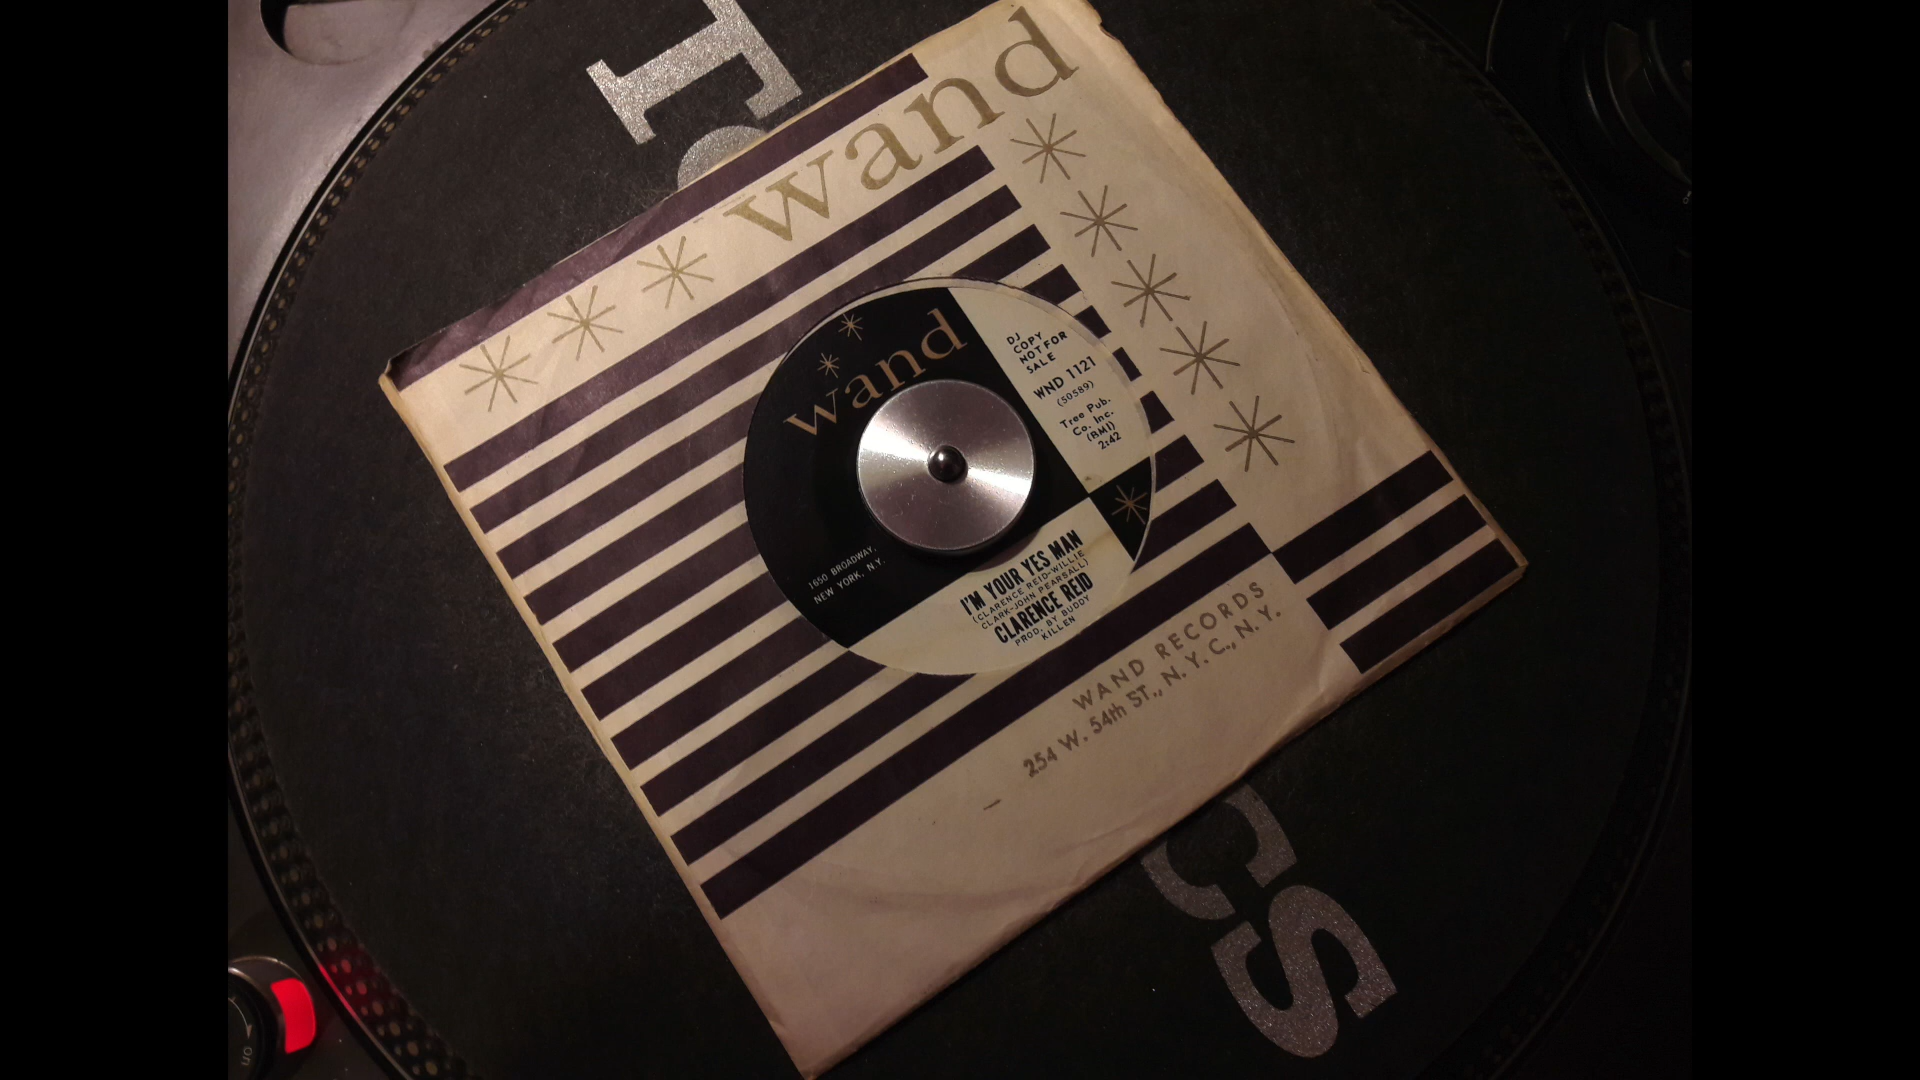 wand
wand
DJ
COPY
NOT FOR
SALE
WND 1121
(50589)
Tree Pub.
Co. Inc.
(BMI)
2:42
1650 BROADWAY,
NEW YORK, N.Y.
I'M YOUR YES MAN
(CLARENCE REID-WILLIE
CLARK-JOHN PEARSALL)
CLARENCE REID
PROD. BY BUDDY
KILLEN
WAND RECORDS
254 W. 54th ST., N. Y. C., N. Y.
CS
on